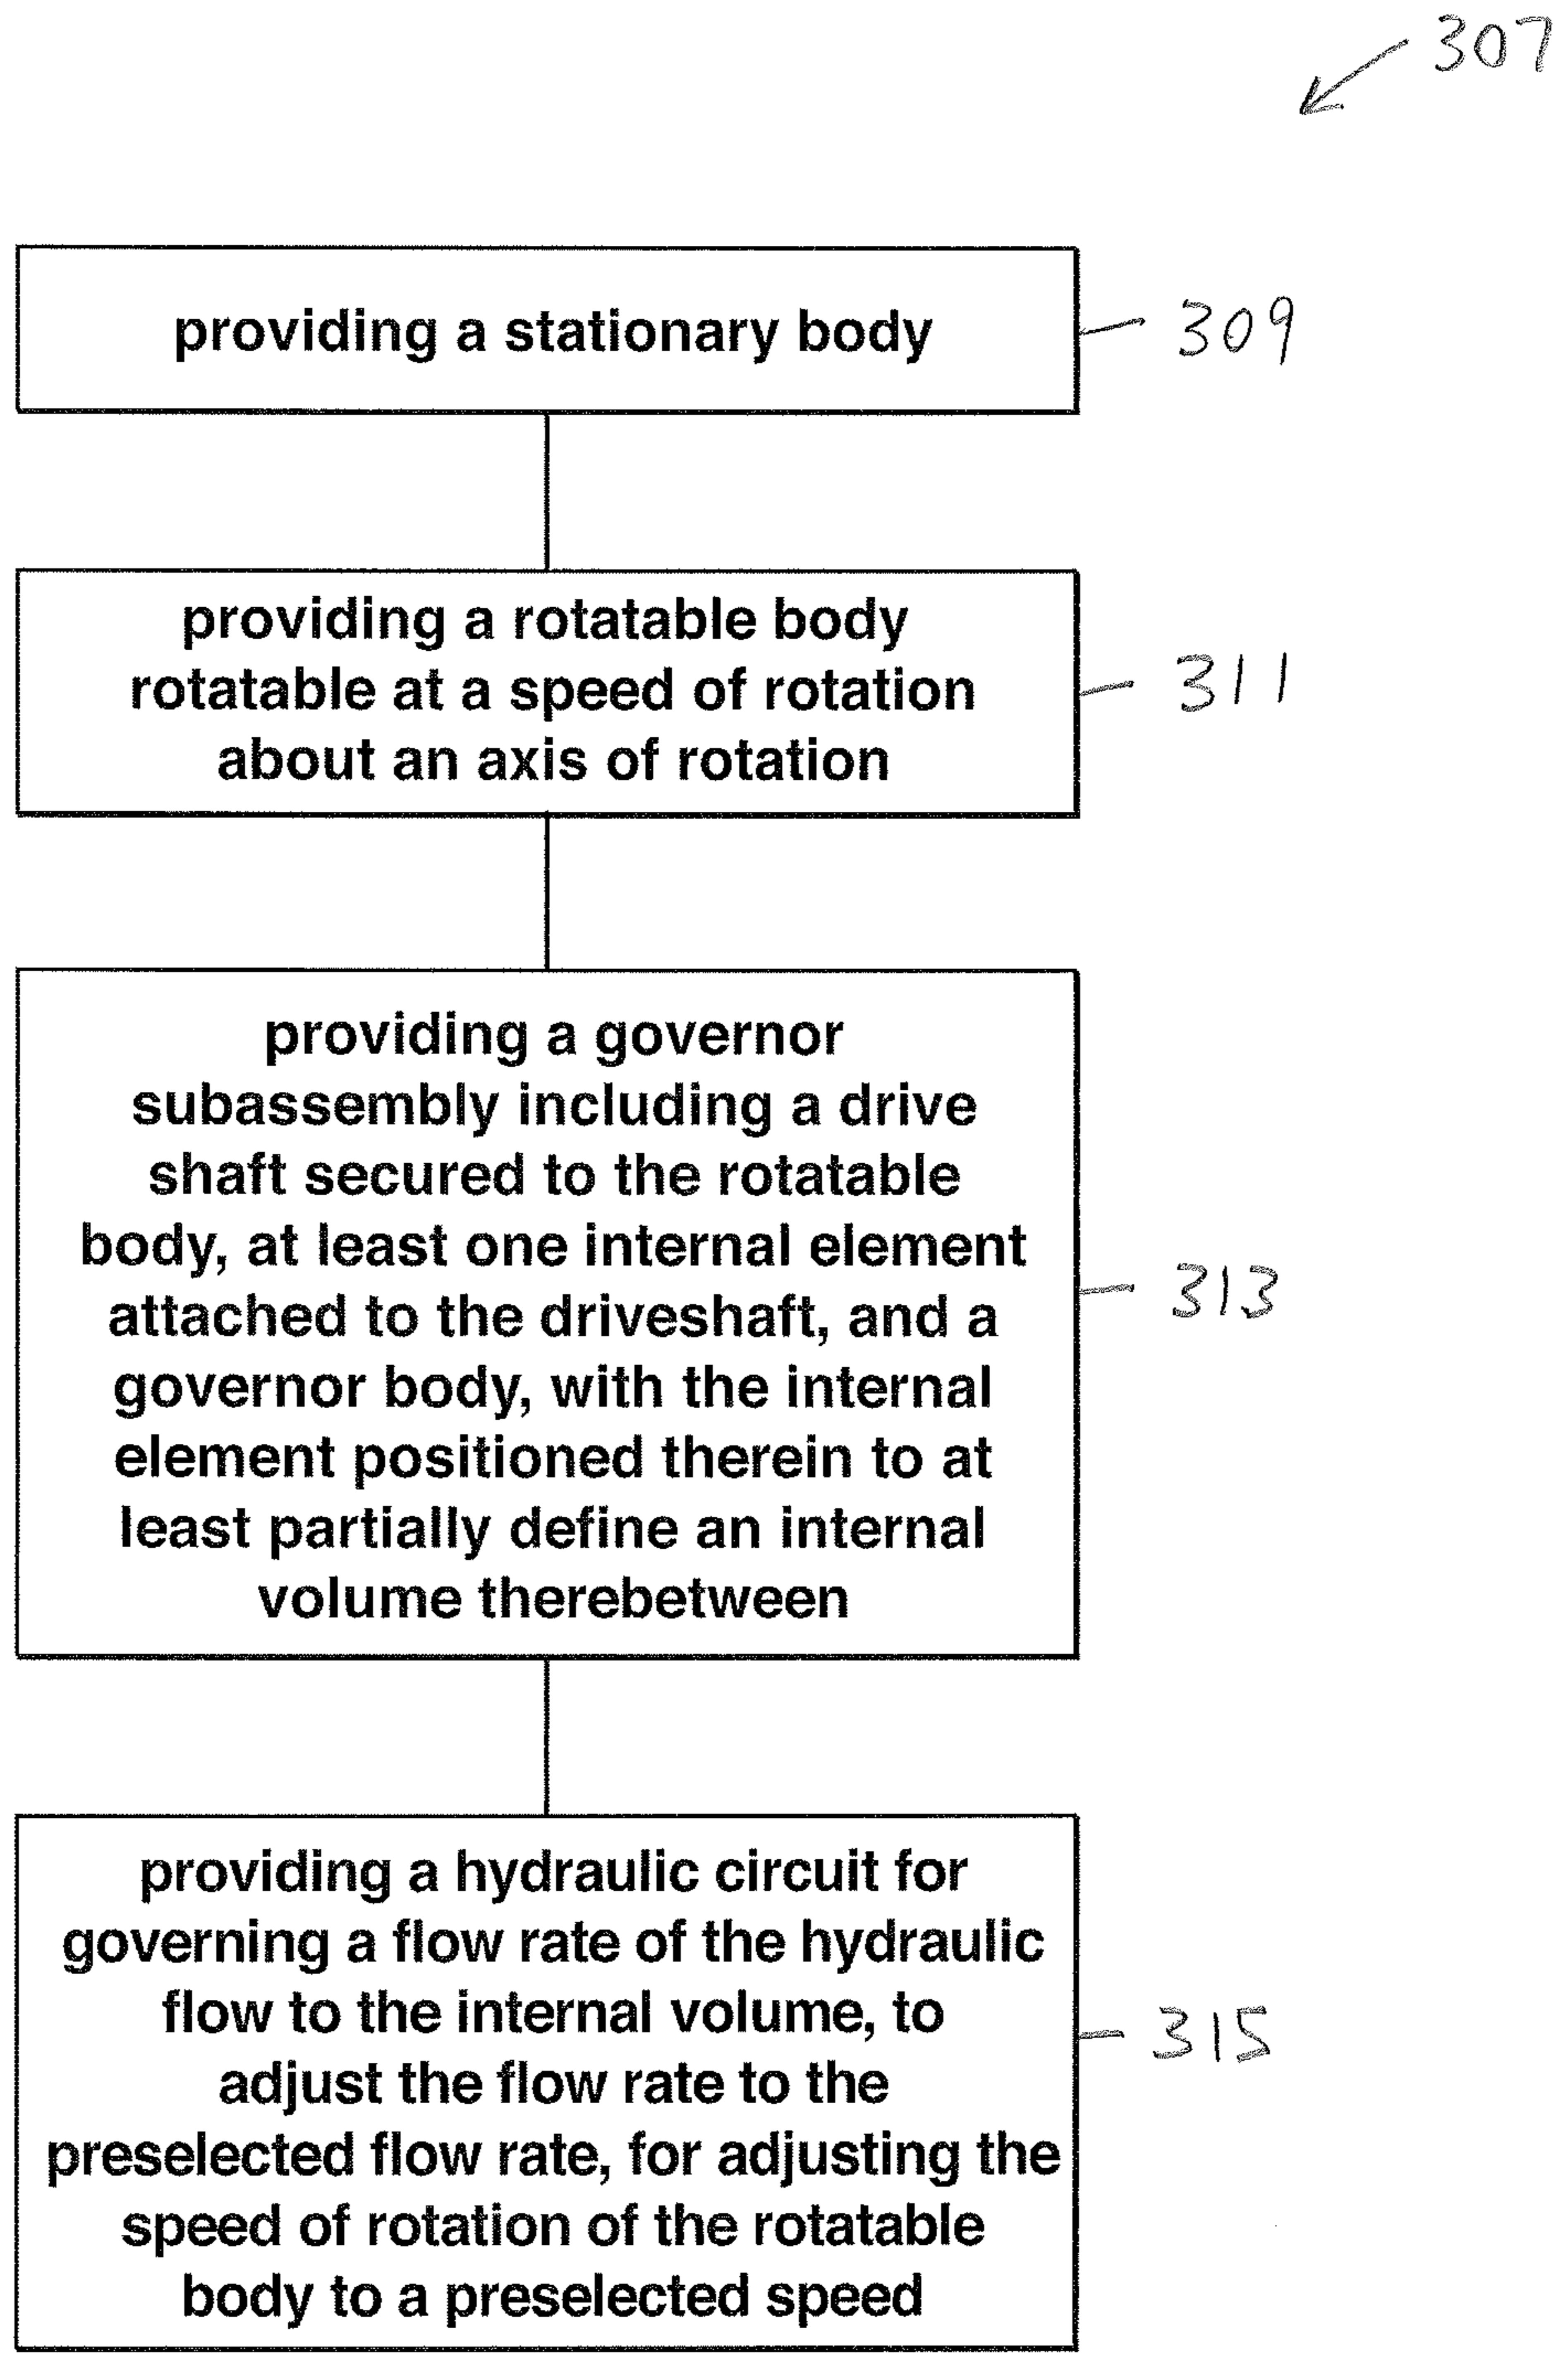 307
providing a stationary body
309
providing a rotatable body
rotatable at a speed of rotation
about an axis of rotation
311
providing a governor
subassembly including a drive
shaft secured to the rotatable
body, at least one internal element
attached to the driveshaft, and a
governor body, with the internal
element positioned therein to at
least partially define an internal
volume therebetween
313
providing a hydraulic circuit for
governing a flow rate of the hydraulic
flow to the internal volume, to
adjust the flow rate to the
preselected flow rate, for adjusting the
speed of rotation of the rotatable
body to a preselected speed
315